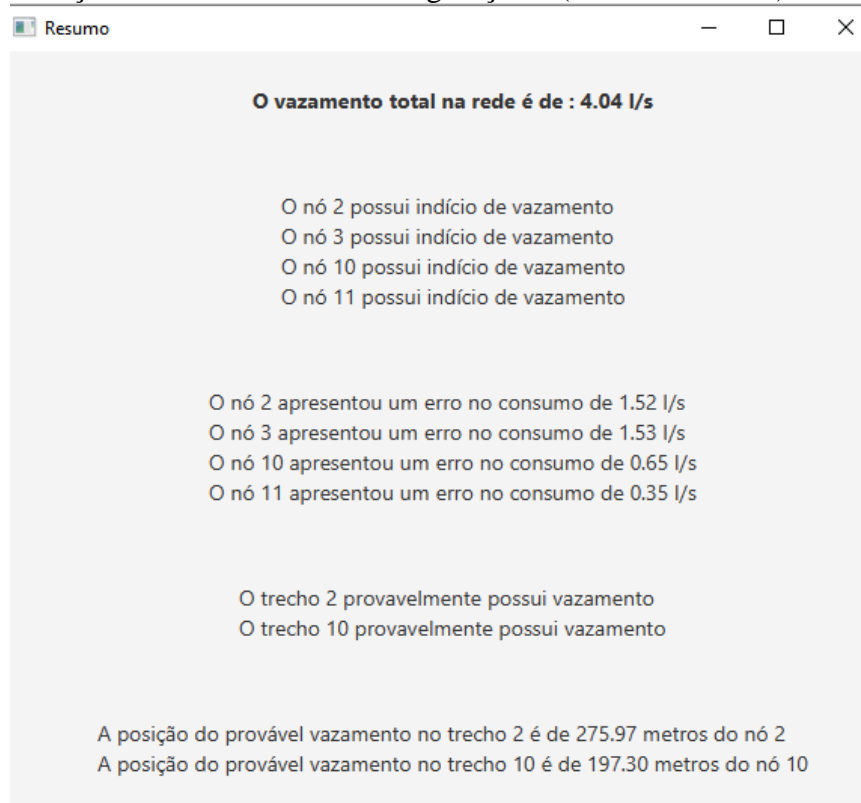 Resumo
O vazamento total na rede é de : 4.04 l/s
O nó 2 possui indício de vazamento
O nó 3 possui indício de vazamento
O nó 10 possui indício de vazamento
O nó 11 possui indício de vazamento
O nó 2 apresentou um erro no consumo de 1.52 l/s
O nó 3 apresentou um erro no consumo de 1.53 l/s
O nó 10 apresentou um erro no consumo de 0.65 l/s
O nó 11 apresentou um erro no consumo de 0.35 l/s
O trecho 2 provavelmente possui vazamento
O trecho 10 provavelmente possui vazamento
A posição do provável vazamento no trecho 2 é de 275.97 metros do nó 2
A posição do provável vazamento no trecho 10 é de 197.30 metros do nó 10